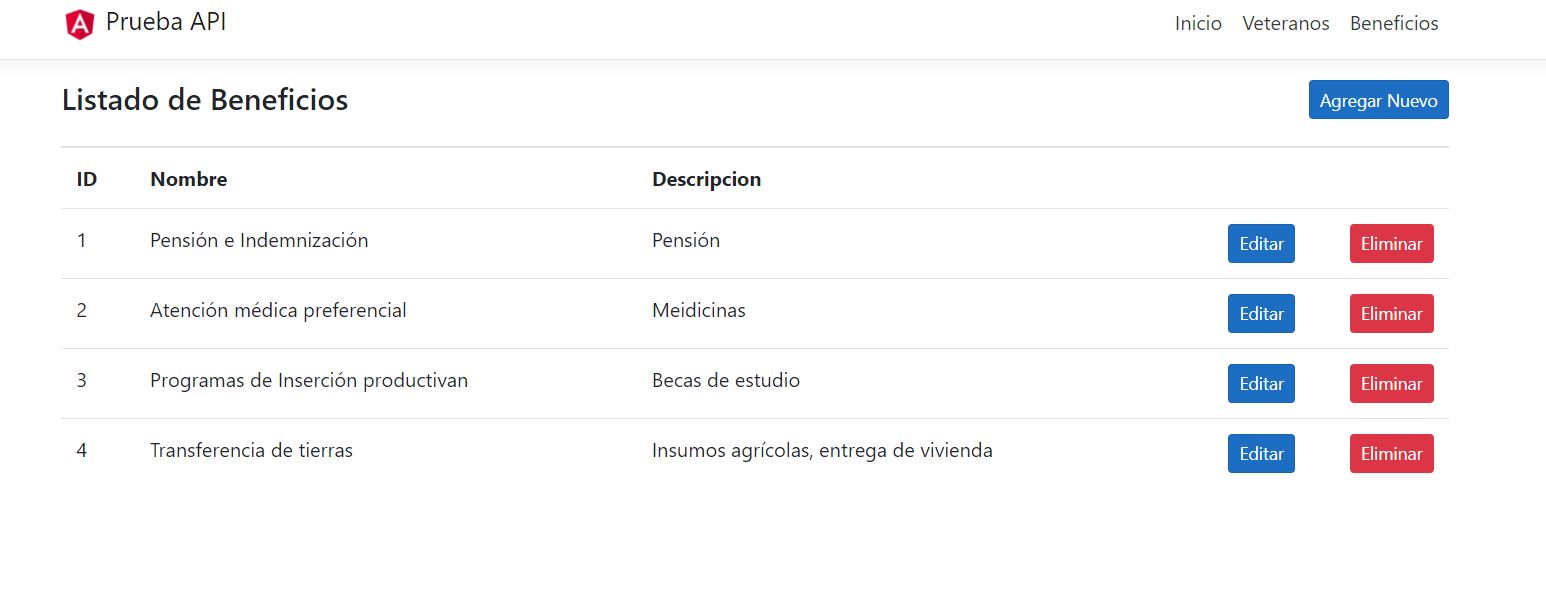 Prueba API Inicio Veteranos Beneficios
Listado de Beneficios Agregar Nuevo
ID Nombre Descripcion
1 Pensión e Indemnización Pensión Editar Eliminar
2 Atención médica preferencial Meidicinas Editar Eliminar
3 Programas de Inserción productivan Becas de estudio Editar Eliminar
4 Transferencia de tierras Insumos agrícolas, entrega de vivienda Editar Eliminar